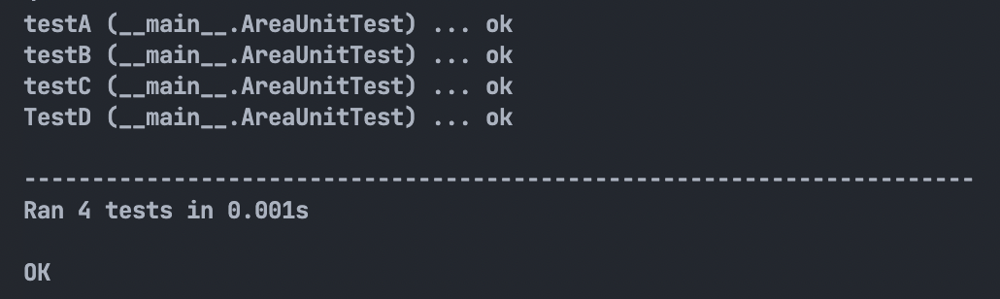 testA (__main__.AreaUnitTest) ... ok
testB (__main__.AreaUnitTest) ... ok
testC (__main__.AreaUnitTest) ... ok
TestD (__main__.AreaUnitTest) ... ok
----------------------------------------------------------------------
Ran 4 tests in 0.001s
OK